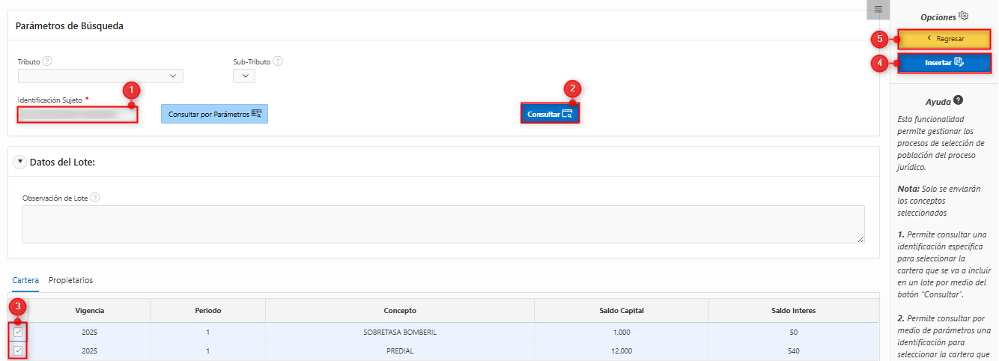 Parámetros de Búsqueda
Tributo ?
Sub-Tributo ?
Identificación Sujeto *
1
Consultar por Parámetros
2
Consultar
Datos del Lote:
Observación de Lote ?
Cartera Propietarios
3
Vigencia Periodo Concepto Saldo Capital Saldo Interes
2025 1 SOBRETASA BOMBERIL 1.000 50
2025 1 PREDIAL 12.000 540
Opciones
5
Regresar
4
Insertar
Ayuda ?
Esta funcionalidad
permite gestionar los
procesos de selección de
población del proceso
jurídico.
Nota: Solo se enviarán
los conceptos
seleccionados
1. Permite consultar una
identificación específica
para seleccionar la
cartera que se va a incluir
en un lote por medio del
botón "Consultar".
2. Permite consultar por
medio de parámetros una
identificación para
seleccionar la cartera que